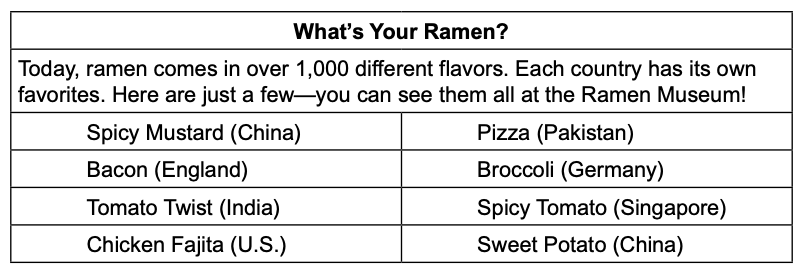 What’s Your Ramen?
Today, ramen comes in over 1,000 different flavors. Each country has its own
favorites. Here are just a few—you can see them all at the Ramen Museum!
Spicy Mustard (China)
Pizza (Pakistan)
Bacon (England)
Broccoli (Germany)
Tomato Twist (India)
Spicy Tomato (Singapore)
Chicken Fajita (U.S.)
Sweet Potato (China)